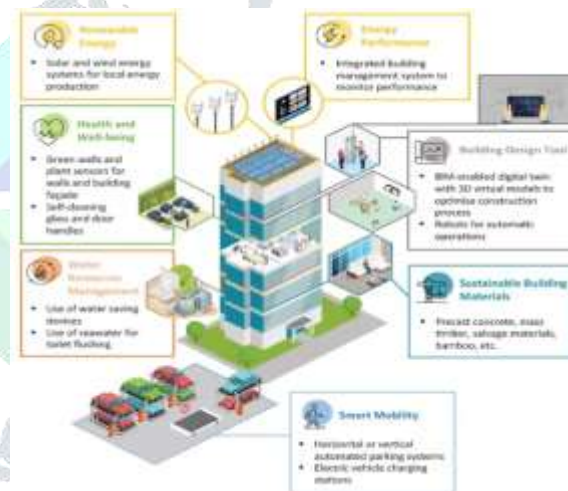 Renewable
Energy
• Solar and wind energy
systems for local energy
production
Energy
Performance
• Integrated building
management system to
monitor performance
Health and
Well-being
• Green walls and
plant sensors for
walls and building
façade
• Self-cleaning
glass and door
handles
Building Design Tool
• BIM-enabled digital twin
with 3D virtual models to
optimise construction
process
• Robots for automatic
operations
Water
Resources
Management
• Use of water saving
devices
• Use of seawater for
toilet flushing
Sustainable Building
Materials
• Precast concrete, mass
timber, salvage materials,
bamboo, etc.
Smart Mobility
• Horizontal or vertical
automated parking systems
• Electric vehicle charging
stations